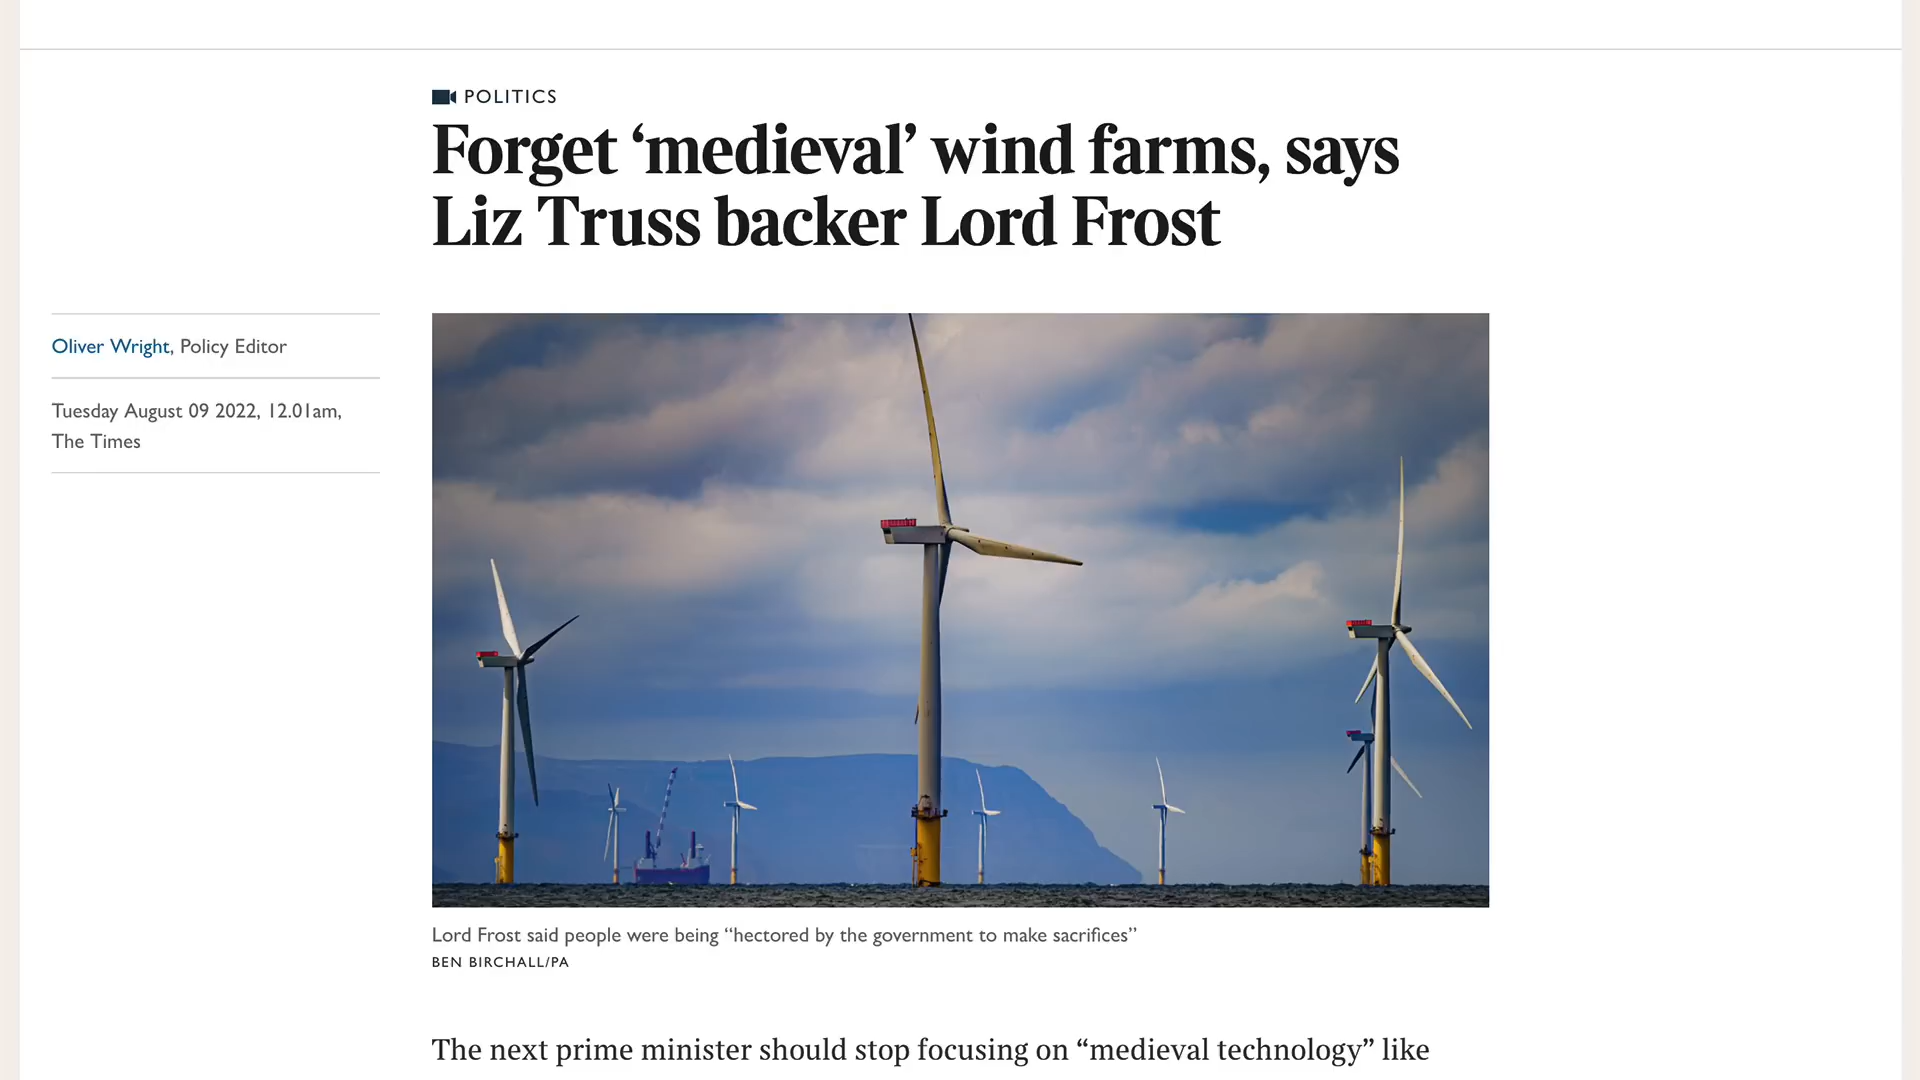 POLITICS
Forget ‘medieval’ wind farms, says
Liz Truss backer Lord Frost
Oliver Wright, Policy Editor
Tuesday August 09 2022, 12.01am,
The Times
Lord Frost said people were being “hectored by the government to make sacrifices”
BEN BIRCHALL/PA
The next prime minister should stop focusing on “medieval technology” like